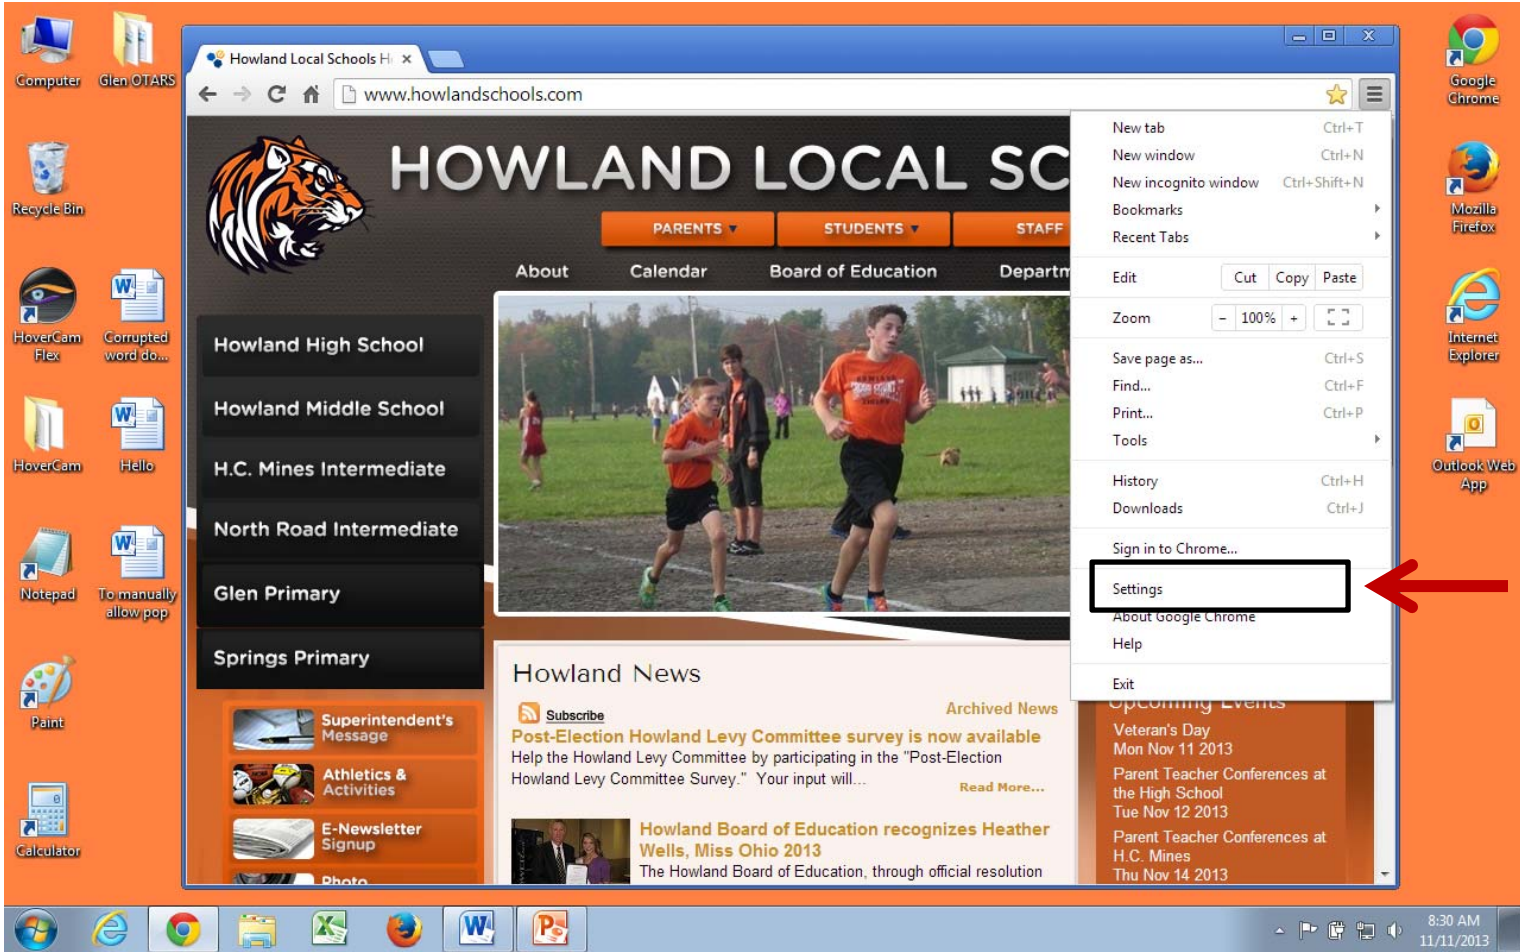 Computer
Glen OTARS
Recycle Bin
HoverCam
Flex
Corrupted
word do...
HoverCam
Hello
Notepad
To manually
allow pop
Paint
Calculator
Howland Local Schools H
www.howlandschools.com
HOWLAND LOCAL SC
PARENTS
STUDENTS
STAFF
About
Calendar
Board of Education
Departm
Howland High School
Howland Middle School
H.C. Mines Intermediate
North Road Intermediate
Glen Primary
Springs Primary
Superintendent's
Message
Athletics &
Activities
E-Newsletter
Signup
Photo
Howland News
Subscribe
Archived News
Post-Election Howland Levy Committee survey is now available
Help the Howland Levy Committee by participating in the "Post-Election
Howland Levy Committee Survey." Your input will...
Read More...
Howland Board of Education recognizes Heather
Wells, Miss Ohio 2013
The Howland Board of Education, through official resolution
New tab Ctrl+T
New window Ctrl+N
New incognito window Ctrl+Shift+N
Bookmarks
Recent Tabs
Edit Cut Copy Paste
Zoom - 100% +
Save page as... Ctrl+S
Find... Ctrl+F
Print... Ctrl+P
Tools
History Ctrl+H
Downloads Ctrl+J
Sign in to Chrome...
Settings
About Google Chrome
Help
Exit
Upcoming Events
Veteran's Day
Mon Nov 11 2013
Parent Teacher Conferences at
the High School
Tue Nov 12 2013
Parent Teacher Conferences at
H.C. Mines
Thu Nov 14 2013
Google
Chrome
Mozilla
Firefox
Internet
Explorer
Outlook Web
App
8:30 AM
11/11/2013